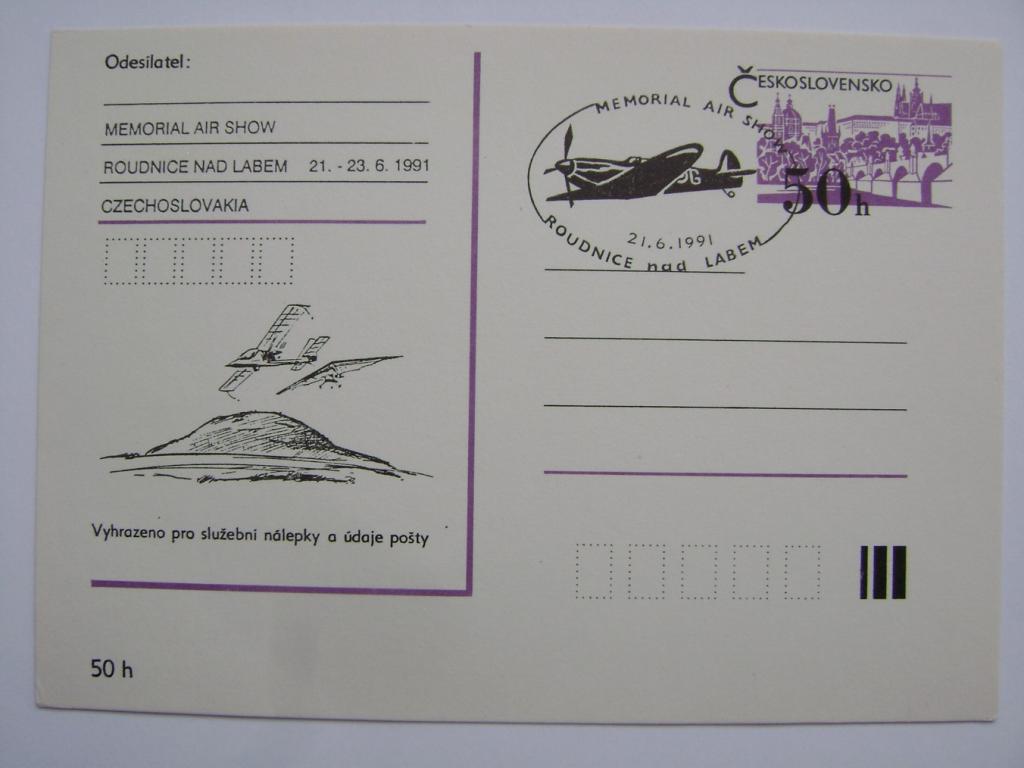 Odesílatel:
MEMORIAL AIR SHOW
ROUDNICE NAD LABEM 21. - 23. 6. 1991
CZECHOSLOVAKIA
Vyhrazeno pro služební nálepky a údaje pošty
50 h
MEMORIAL AIR SHOW
JG
21.6.1991
ROUDNICE nad LABEM
ČESKOSLOVENSKO
50h